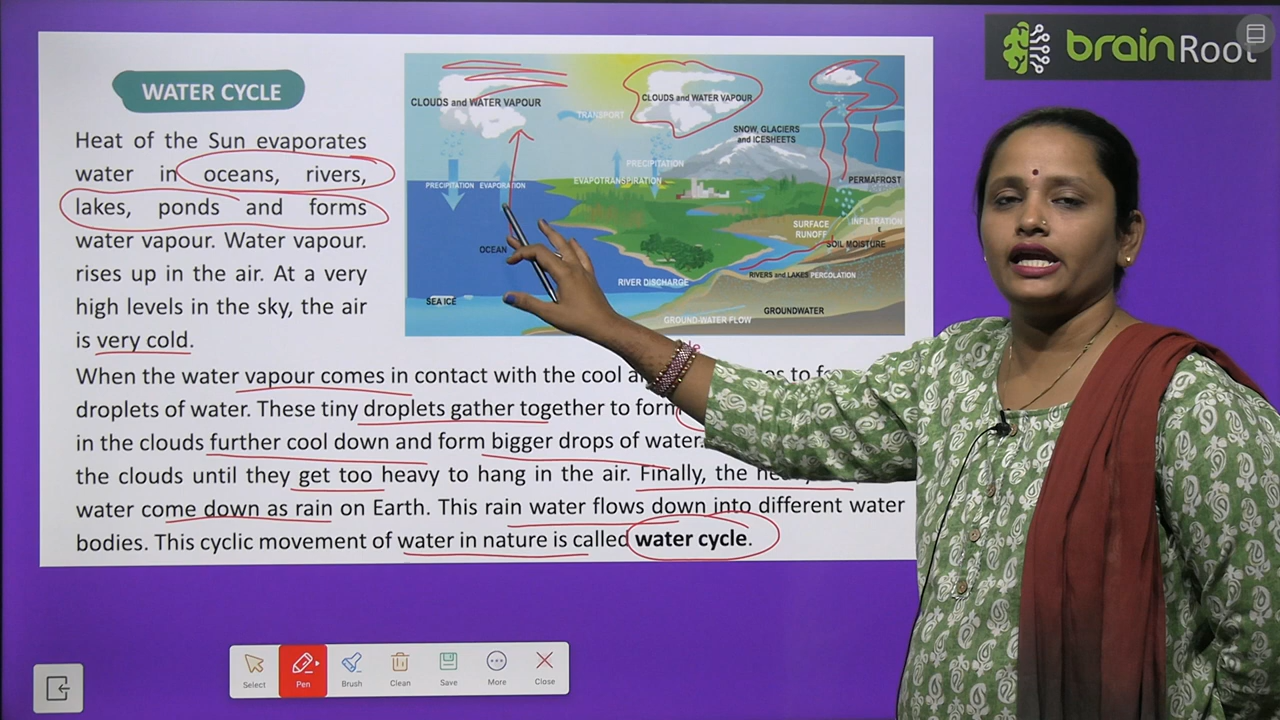 brainRoot
WATER CYCLE
Heat of the Sun evaporates
water in oceans, rivers,
lakes, ponds and forms
water vapour. Water vapour.
rises up in the air. At a very
high levels in the sky, the air
is very cold.
When the water vapour comes in contact with the cool
droplets of water. These tiny droplets gather together to form
in the clouds further cool down and form bigger drops of water.
the clouds until they get too heavy to hang in the air. Finally, the
water come down as rain on Earth. This rain water flows down into different water
bodies. This cyclic movement of water in nature is called water cycle.
CLOUDS and WATER VAPOUR
CLOUDS and WATER VAPOUR
TRANSPORT
SNOW, GLACIERS
and ICESHEETS
PRECIPITATION
EVAPOTRANSPIRATION
PERMAFROST
PRECIPITATION
EVAPORATION
SURFACE
RUNOFF
INFILTRATION
SOIL MOISTURE
OCEAN
RIVERS and LAKES
PERCOLATION
RIVER DISCHARGE
SEA ICE
GROUNDWATER
GROUND-WATER FLOW
Select
Pen
Brush
Clean
Save
More
Close